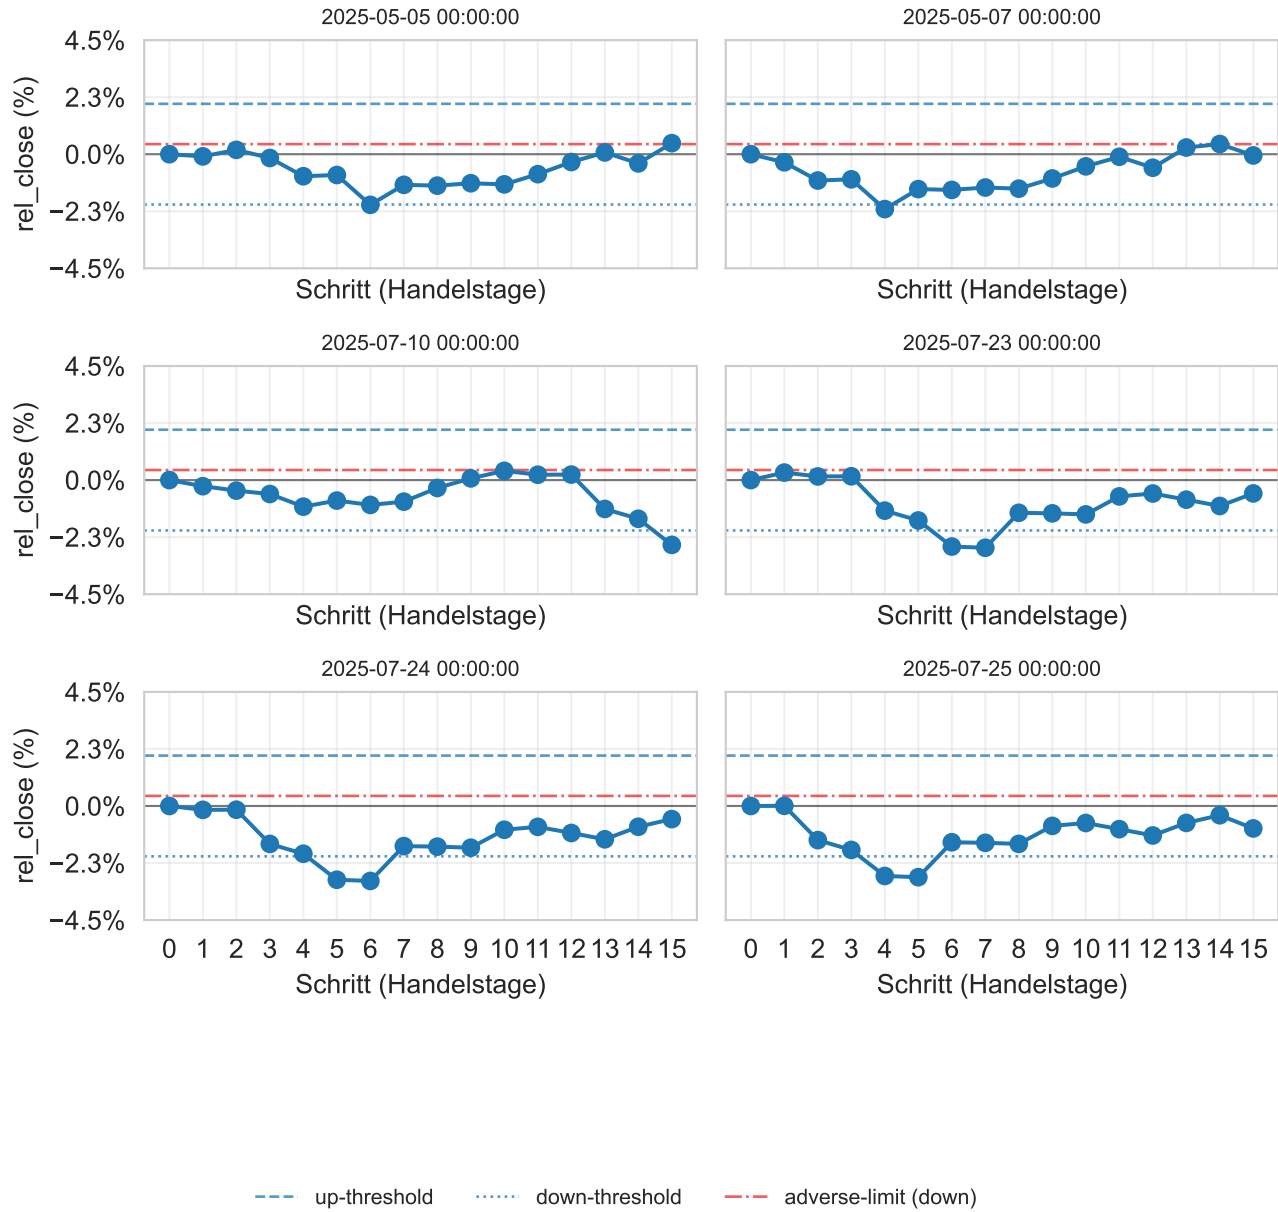 2025-05-05 00:00:00 2025-05-07 00:00:00
4.5%
2.3%
0.0%
−2.3%
−4.5%
rel_close (%)
Schritt (Handelstage) Schritt (Handelstage)
2025-07-10 00:00:00 2025-07-23 00:00:00
4.5%
2.3%
0.0%
−2.3%
−4.5%
rel_close (%)
Schritt (Handelstage) Schritt (Handelstage)
2025-07-24 00:00:00 2025-07-25 00:00:00
4.5%
2.3%
0.0%
−2.3%
−4.5%
rel_close (%)
0 1 2 3 4 5 6 7 8 9 10 11 12 13 14 15 0 1 2 3 4 5 6 7 8 9 10 11 12 13 14 15
Schritt (Handelstage) Schritt (Handelstage)
up-threshold down-threshold adverse-limit (down)